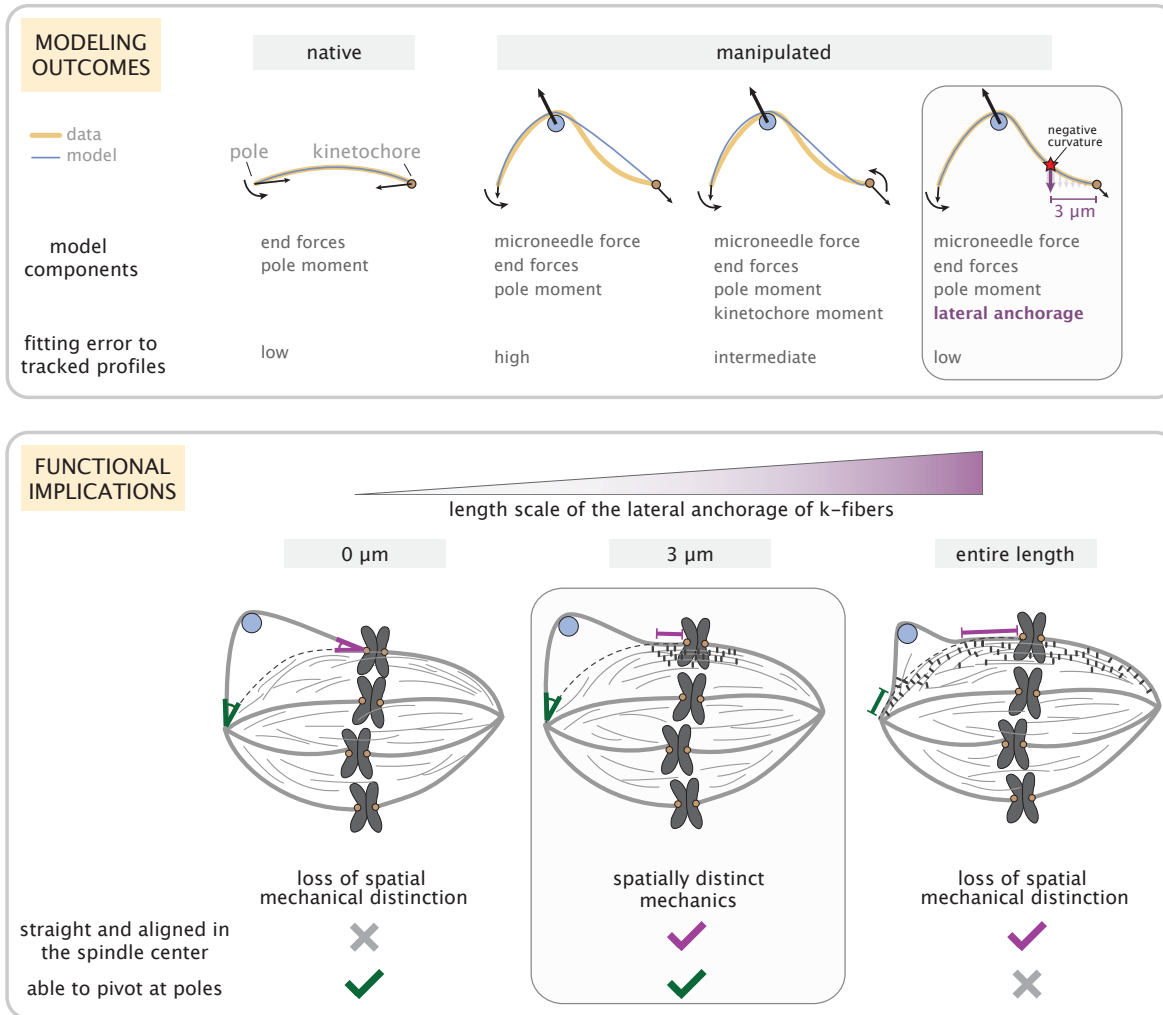 MODELING
OUTCOMES
native
manipulated
data
model
pole
kinetochore
negative
curvature
3 μm
model
components
end forces
pole moment
microneedle force
end forces
pole moment
microneedle force
end forces
pole moment
kinetochore moment
microneedle force
end forces
pole moment
lateral anchorage
fitting error to
tracked profiles
low
high
intermediate
low
FUNCTIONAL
IMPLICATIONS
length scale of the lateral anchorage of k-fibers
0 μm
3 μm
entire length
loss of spatial
mechanical distinction
spatially distinct
mechanics
loss of spatial
mechanical distinction
straight and aligned in
the spindle center
able to pivot at poles